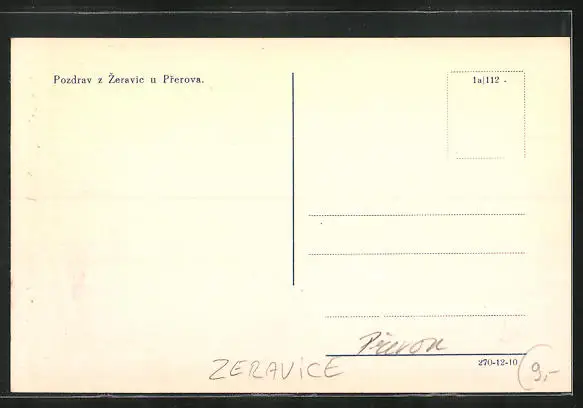 Pozdrav z Žeravic u Přerova.
1a|112 -
Přerov
270-12-10
ZERAVICE
9,-